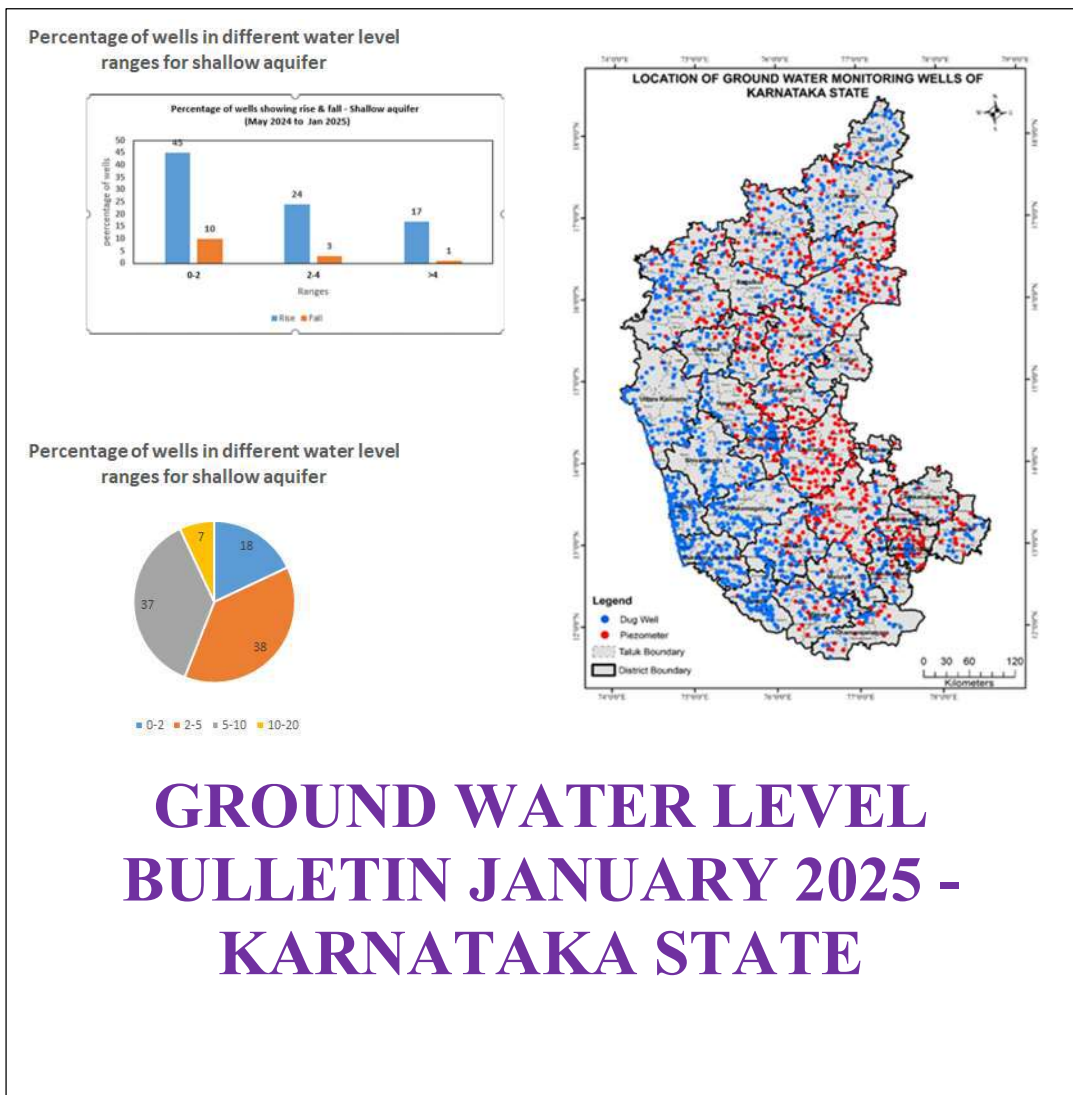 Percentage of wells in different water level
ranges for shallow aquifer
Percentage of wells showing rise & fall - Shallow aquifer
(May 2024 to Jan 2025)
peercentage of wells
50
45
40
35
30
25
20
15
10
5
0
45
10
24
3
17
1
0-2
2-4
>4
Ranges
Rise
Fall
Percentage of wells in different water level
ranges for shallow aquifer
7
18
37
38
0-2
2-5
5-10
10-20
LOCATION OF GROUND WATER MONITORING WELLS OF
KARNATAKA STATE
Uttara Kannada
Legend
Dug Well
Piezometer
Taluk Boundary
District Boundary
0 30 60 120
Kilometers
GROUND WATER LEVEL
BULLETIN JANUARY 2025 -
KARNATAKA STATE